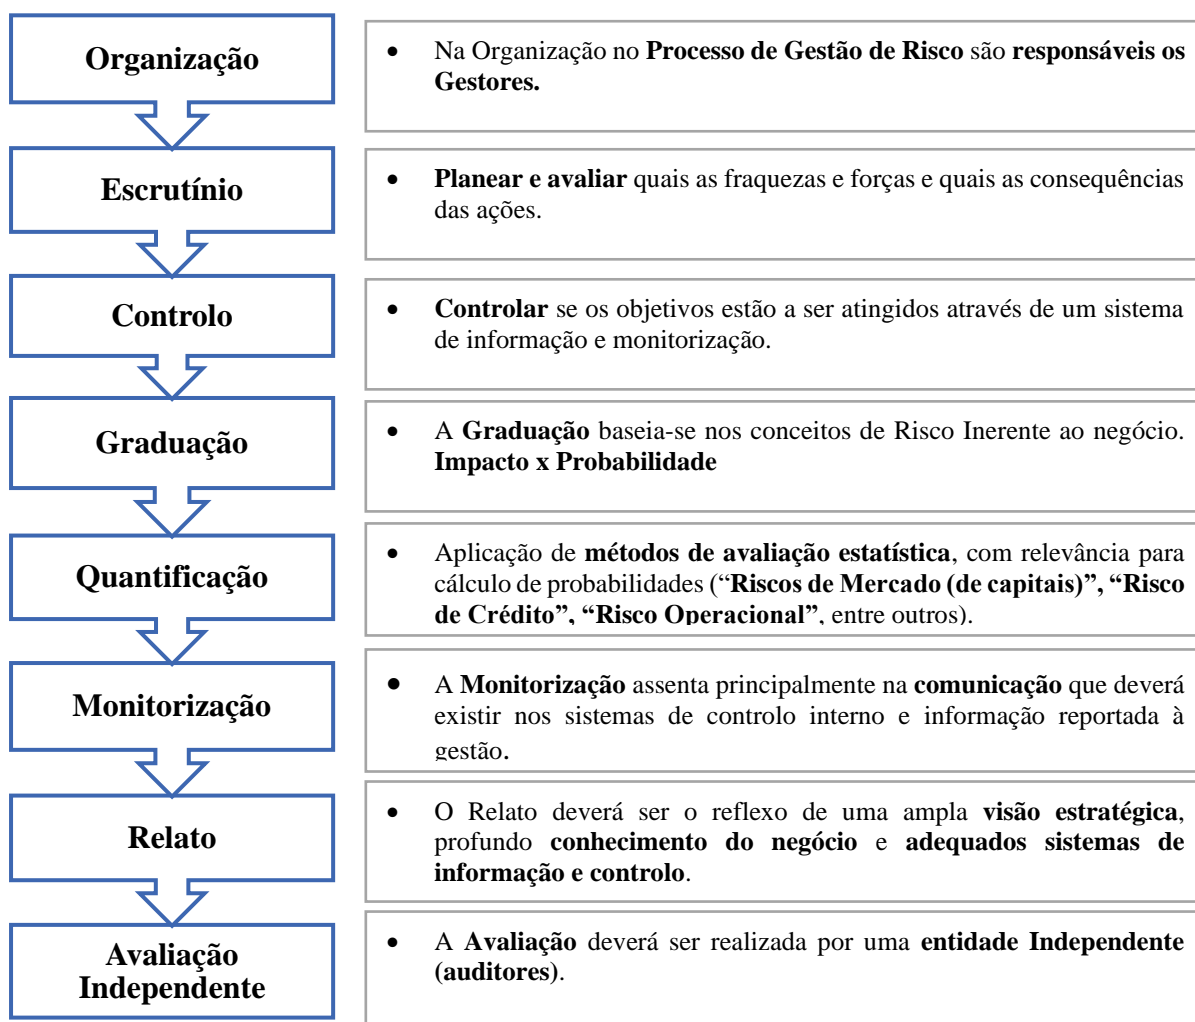 Organização
• Na Organização no Processo de Gestão de Risco são responsáveis os
Gestores.
Escrutínio
• Planear e avaliar quais as fraquezas e forças e quais as consequências
das ações.
Controlo
• Controlar se os objetivos estão a ser atingidos através de um sistema
de informação e monitorização.
Graduação
• A Graduação baseia-se nos conceitos de Risco Inerente ao negócio.
Impacto x Probabilidade
Quantificação
• Aplicação de métodos de avaliação estatística, com relevância para
cálculo de probabilidades (“Riscos de Mercado (de capitais)”, “Risco
de Crédito”, “Risco Operacional”, entre outros).
Monitorização
• A Monitorização assenta principalmente na comunicação que deverá
existir nos sistemas de controlo interno e informação reportada à
gestão.
Relato
• O Relato deverá ser o reflexo de uma ampla visão estratégica,
profundo conhecimento do negócio e adequados sistemas de
informação e controlo.
Avaliação
Independente
• A Avaliação deverá ser realizada por uma entidade Independente
(auditores).